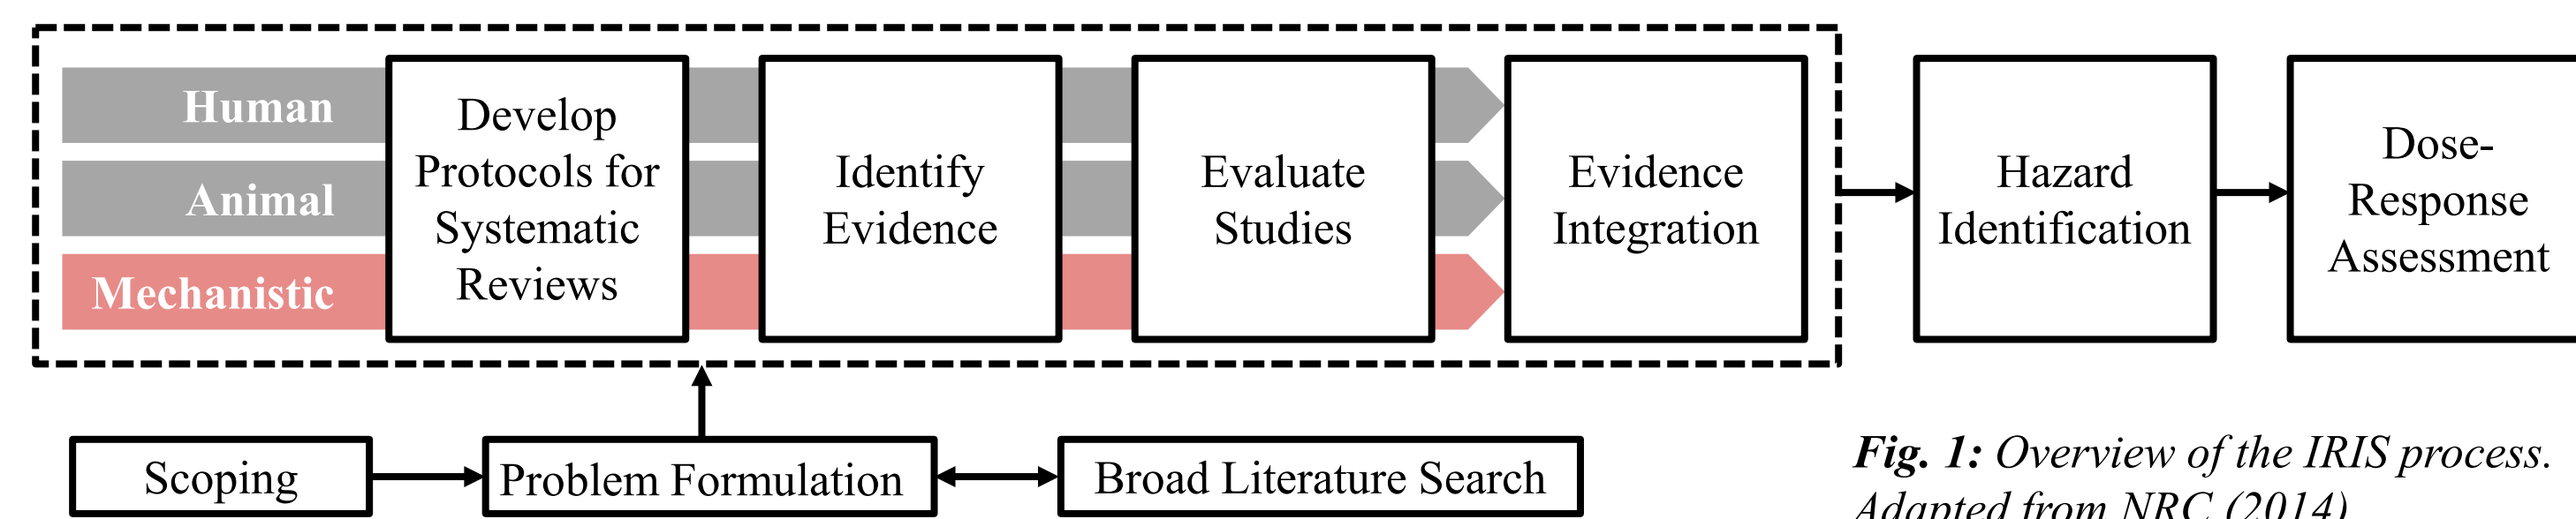 Human
Animal
Mechanistic
Develop
Protocols for
Systematic
Reviews
Identify
Evidence
Evaluate
Studies
Evidence
Integration
Hazard
Identification
Dose-
Response
Assessment
Scoping
Problem Formulation
Broad Literature Search
Fig. 1: Overview of the IRIS process.
Adapted from NRC (2014)